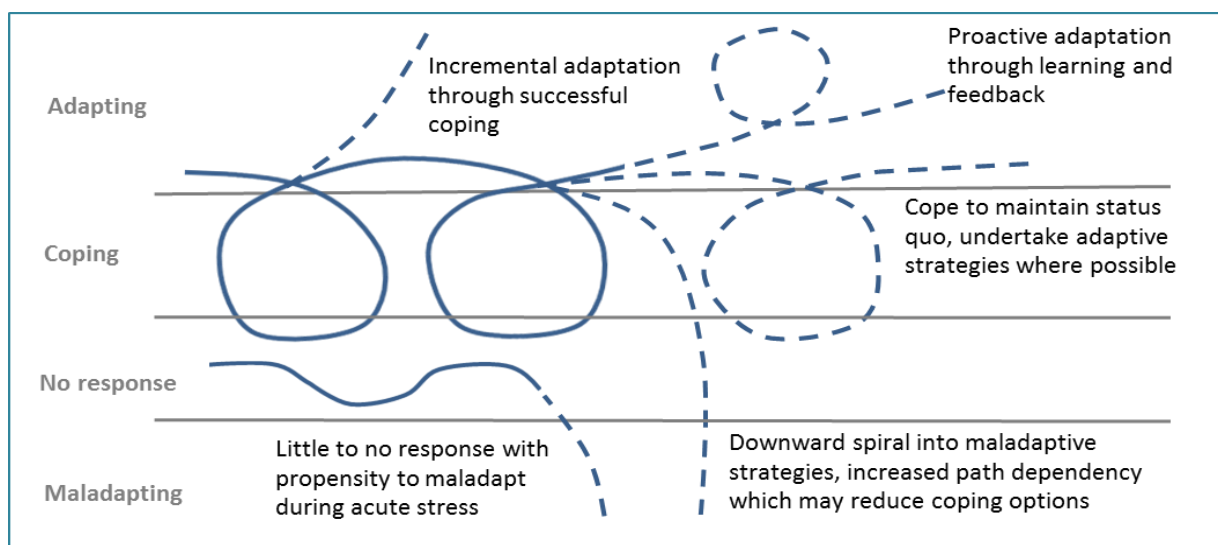 Adapting
Incremental adaptation
through successful
coping
Proactive adaptation
through learning and
feedback
Coping
Cope to maintain status
quo, undertake adaptive
strategies where possible
No response
Little to no response with
propensity to maladapt
during acute stress
Downward spiral into maladaptive
strategies, increased path dependency
which may reduce coping options
Maladapting